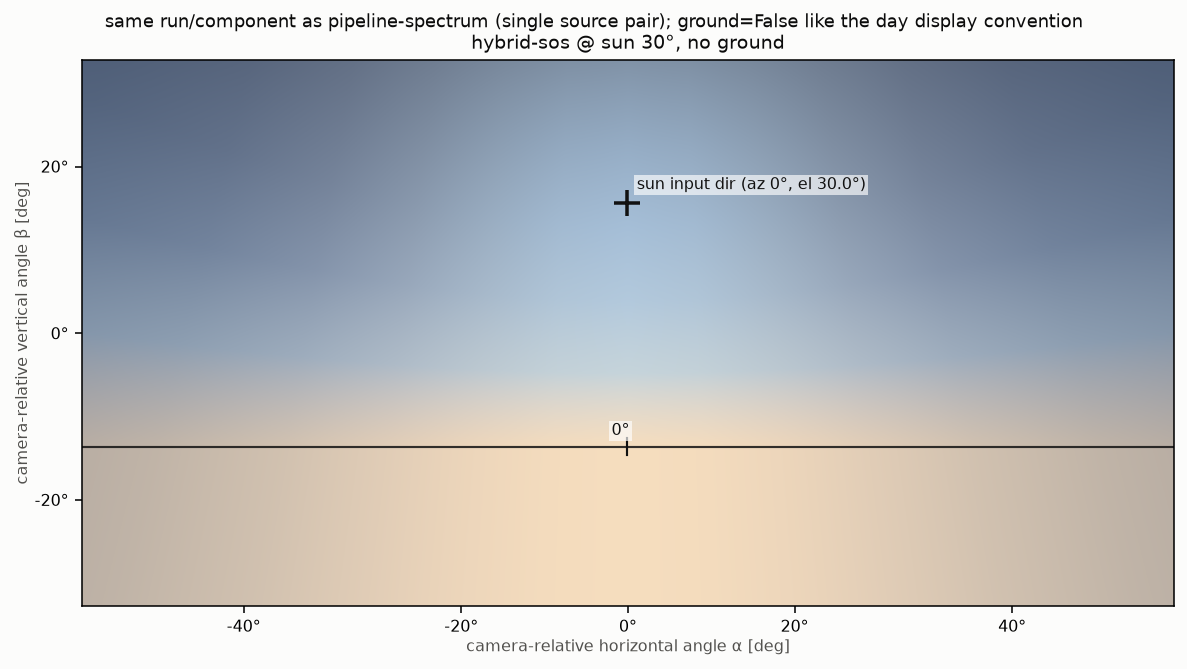 same run/component as pipeline-spectrum (single source pair); ground=False like the day display convention
hybrid-sos @ sun 30°, no ground
20°
sun input dir (az 0°, el 30.0°)
0°
0°
-20°
camera-relative vertical angle β [deg]
-40°
-20°
0°
20°
40°
camera-relative horizontal angle α [deg]